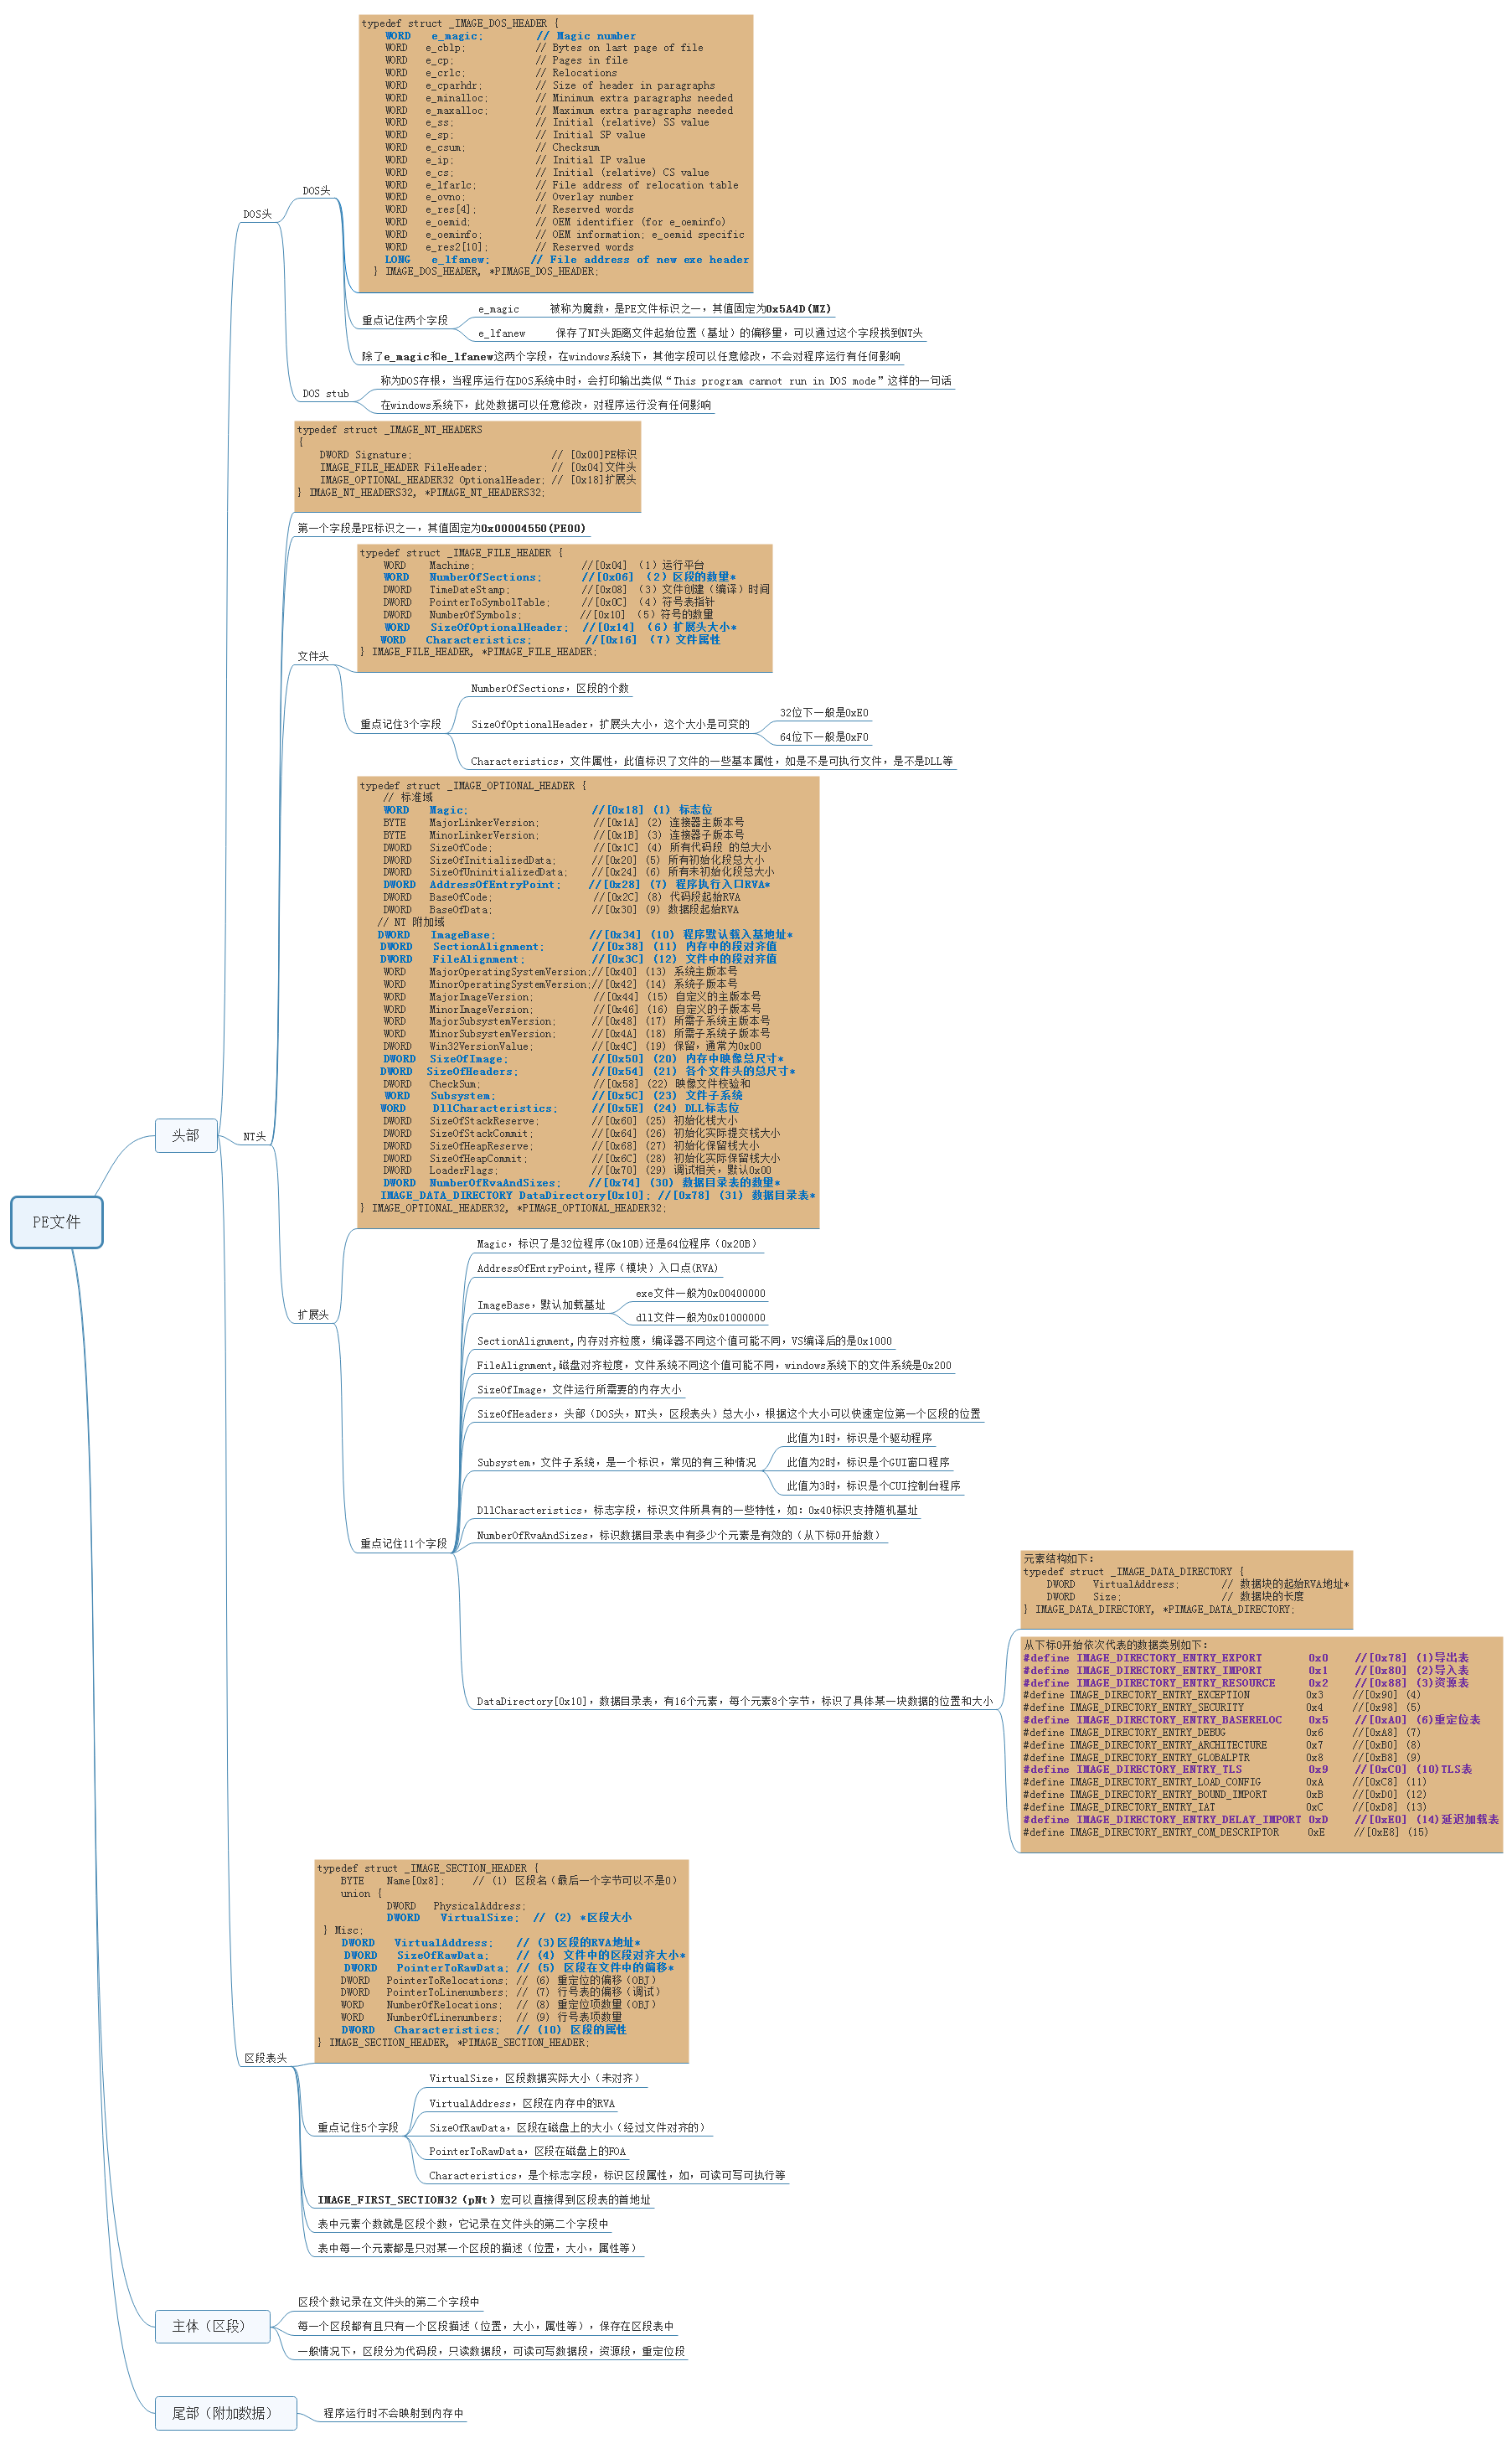 typedef struct _IMAGE_DOS_HEADER {
WORD e_magic; // Magic number
WORD e_cblp; // Bytes on last page of file
WORD e_cp; // Pages in file
WORD e_crlc; // Relocations
WORD e_cparhdr; // Size of header in paragraphs
WORD e_minalloc; // Minimum extra paragraphs needed
WORD e_maxalloc; // Maximum extra paragraphs needed
WORD e_ss; // Initial (relative) SS value
WORD e_sp; // Initial SP value
WORD e_csum; // Checksum
WORD e_ip; // Initial IP value
WORD e_cs; // Initial (relative) CS value
WORD e_lfarlc; // File address of relocation table
WORD e_ovno; // Overlay number
WORD e_res[4]; // Reserved words
WORD e_oemid; // OEM identifier (for e_oeminfo)
WORD e_oeminfo; // OEM information; e_oemid specific
WORD e_res2[10]; // Reserved words
LONG e_lfanew; // File address of new exe header
} IMAGE_DOS_HEADER, *PIMAGE_DOS_HEADER;
DOS头
DOS头
重点记住两个字段
e_magic 被称为魔数，是PE文件标识之一，其值固定为0x5A4D(MZ)
e_lfanew 保存了NT头距离文件起始位置（基址）的偏移量，可以通过这个字段找到NT头
除了e_magic和e_lfanew这两个字段，在windows系统下，其他字段可以任意修改，不会对程序运行有任何影响
DOS stub
称为DOS存根，当程序运行在DOS系统中时，会打印输出类似“This program cannot run in DOS mode”这样的一句话
在windows系统下，此处数据可以任意修改，对程序运行没有任何影响
typedef struct _IMAGE_NT_HEADERS
{
DWORD Signature; // [0x00]PE标识
IMAGE_FILE_HEADER FileHeader; // [0x04]文件头
IMAGE_OPTIONAL_HEADER32 OptionalHeader; // [0x18]扩展头
} IMAGE_NT_HEADERS32, *PIMAGE_NT_HEADERS32;
第一个字段是PE标识之一，其值固定为0x00004550(PE00)
typedef struct _IMAGE_FILE_HEADER {
WORD Machine; //[0x04] （1）运行平台
WORD NumberOfSections; //[0x06] （2）区段的数量*
DWORD TimeDateStamp; //[0x08] （3）文件创建（编译）时间
DWORD PointerToSymbolTable; //[0x0C] （4）符号表指针
DWORD NumberOfSymbols; //[0x10] （5）符号的数量
WORD SizeOfOptionalHeader; //[0x14] （6）扩展头大小*
WORD Characteristics; //[0x16] （7）文件属性
} IMAGE_FILE_HEADER, *PIMAGE_FILE_HEADER;
文件头
重点记住3个字段
NumberOfSections，区段的个数
SizeOfOptionalHeader，扩展头大小，这个大小是可变的
32位下一般是0xE0
64位下一般是0xF0
Characteristics，文件属性，此值标识了文件的一些基本属性，如是不是可执行文件，是不是DLL等
typedef struct _IMAGE_OPTIONAL_HEADER {
// 标准域
WORD Magic; //[0x18] (1) 标志位
BYTE MajorLinkerVersion; //[0x1A] (2) 连接器主版本号
BYTE MinorLinkerVersion; //[0x1B] (3) 连接器子版本号
DWORD SizeOfCode; //[0x1C] (4) 所有代码段 的总大小
DWORD SizeOfInitializedData; //[0x20] (5) 所有初始化段总大小
DWORD SizeOfUninitializedData; //[0x24] (6) 所有未初始化段总大小
DWORD AddressOfEntryPoint; //[0x28] (7) 程序执行入口RVA*
DWORD BaseOfCode; //[0x2C] (8) 代码段起始RVA
DWORD BaseOfData; //[0x30] (9) 数据段起始RVA
// NT 附加域
DWORD ImageBase; //[0x34] (10) 程序默认载入基地址*
DWORD SectionAlignment; //[0x38] (11) 内存中的段对齐值
DWORD FileAlignment; //[0x3C] (12) 文件中的段对齐值
WORD MajorOperatingSystemVersion;//[0x40] (13) 系统主版本号
WORD MinorOperatingSystemVersion;//[0x42] (14) 系统子版本号
WORD MajorImageVersion; //[0x44] (15) 自定义的主版本号
WORD MinorImageVersion; //[0x46] (16) 自定义的子版本号
WORD MajorSubsystemVersion; //[0x48] (17) 所需子系统主版本号
WORD MinorSubsystemVersion; //[0x4A] (18) 所需子系统子版本号
DWORD Win32VersionValue; //[0x4C] (19) 保留，通常为0x00
DWORD SizeOfImage; //[0x50] (20) 内存中映像总尺寸*
DWORD SizeOfHeaders; //[0x54] (21) 各个文件头的总尺寸*
DWORD CheckSum; //[0x58] (22) 映像文件校验和
WORD Subsystem; //[0x5C] (23) 文件子系统
WORD DllCharacteristics; //[0x5E] (24) DLL标志位
DWORD SizeOfStackReserve; //[0x60] (25) 初始化栈大小
DWORD SizeOfStackCommit; //[0x64] (26) 初始化实际提交栈大小
DWORD SizeOfHeapReserve; //[0x68] (27) 初始化保留栈大小
DWORD SizeOfHeapCommit; //[0x6C] (28) 初始化实际保留栈大小
DWORD LoaderFlags; //[0x70] (29) 调试相关，默认0x00
DWORD NumberOfRvaAndSizes; //[0x74] (30) 数据目录表的数量*
IMAGE_DATA_DIRECTORY DataDirectory[0x10]; //[0x78] (31) 数据目录表*
} IMAGE_OPTIONAL_HEADER32, *PIMAGE_OPTIONAL_HEADER32;
头部
NT头
PE文件
扩展头
重点记住11个字段
Magic，标识了是32位程序(0x10B)还是64位程序（0x20B）
AddressOfEntryPoint,程序（模块）入口点(RVA)
ImageBase，默认加载基址
exe文件一般为0x00400000
dll文件一般为0x01000000
SectionAlignment,内存对齐粒度，编译器不同这个值可能不同，VS编译后的是0x1000
FileAlignment,磁盘对齐粒度，文件系统不同这个值可能不同，windows系统下的文件系统是0x200
SizeOfImage，文件运行所需要的内存大小
SizeOfHeaders，头部（DOS头，NT头，区段表头）总大小，根据这个大小可以快速定位第一个区段的位置
Subsystem，文件子系统，是一个标识，常见的有三种情况
此值为1时，标识是个驱动程序
此值为2时，标识是个GUI窗口程序
此值为3时，标识是个CUI控制台程序
DllCharacteristics，标志字段，标识文件所具有的一些特性，如：0x40标识支持随机基址
NumberOfRvaAndSizes，标识数据目录表中有多少个元素是有效的（从下标0开始数）
DataDirectory[0x10]，数据目录表，有16个元素，每个元素8个字节，标识了具体某一块数据的位置和大小
元素结构如下：
typedef struct _IMAGE_DATA_DIRECTORY {
DWORD VirtualAddress; // 数据块的起始RVA地址*
DWORD Size; // 数据块的长度
} IMAGE_DATA_DIRECTORY, *PIMAGE_DATA_DIRECTORY;
从下标0开始依次代表的数据类别如下：
#define IMAGE_DIRECTORY_ENTRY_EXPORT 0x0 //[0x78] (1)导出表
#define IMAGE_DIRECTORY_ENTRY_IMPORT 0x1 //[0x80] (2)导入表
#define IMAGE_DIRECTORY_ENTRY_RESOURCE 0x2 //[0x88] (3)资源表
#define IMAGE_DIRECTORY_ENTRY_EXCEPTION 0x3 //[0x90] (4)
#define IMAGE_DIRECTORY_ENTRY_SECURITY 0x4 //[0x98] (5)
#define IMAGE_DIRECTORY_ENTRY_BASERELOC 0x5 //[0xA0] (6)重定位表
#define IMAGE_DIRECTORY_ENTRY_DEBUG 0x6 //[0xA8] (7)
#define IMAGE_DIRECTORY_ENTRY_ARCHITECTURE 0x7 //[0xB0] (8)
#define IMAGE_DIRECTORY_ENTRY_GLOBALPTR 0x8 //[0xB8] (9)
#define IMAGE_DIRECTORY_ENTRY_TLS 0x9 //[0xC0] (10)TLS表
#define IMAGE_DIRECTORY_ENTRY_LOAD_CONFIG 0xA //[0xC8] (11)
#define IMAGE_DIRECTORY_ENTRY_BOUND_IMPORT 0xB //[0xD0] (12)
#define IMAGE_DIRECTORY_ENTRY_IAT 0xC //[0xD8] (13)
#define IMAGE_DIRECTORY_ENTRY_DELAY_IMPORT 0xD //[0xE0] (14)延迟加载表
#define IMAGE_DIRECTORY_ENTRY_COM_DESCRIPTOR 0xE //[0xE8] (15)
typedef struct _IMAGE_SECTION_HEADER {
BYTE Name[0x8]; // (1) 区段名（最后一个字节可以不是0）
union {
DWORD PhysicalAddress;
DWORD VirtualSize; // (2) *区段大小
} Misc;
DWORD VirtualAddress; // (3)区段的RVA地址*
DWORD SizeOfRawData; // (4) 文件中的区段对齐大小*
DWORD PointerToRawData; // (5) 区段在文件中的偏移*
DWORD PointerToRelocations; // (6) 重定位的偏移（OBJ）
DWORD PointerToLinenumbers; // (7) 行号表的偏移（调试）
WORD NumberOfRelocations; // (8) 重定位项数量（OBJ）
WORD NumberOfLinenumbers; // (9) 行号表项数量
DWORD Characteristics; // (10) 区段的属性
} IMAGE_SECTION_HEADER, *PIMAGE_SECTION_HEADER;
区段表头
重点记住5个字段
VirtualSize，区段数据实际大小（未对齐）
VirtualAddress，区段在内存中的RVA
SizeOfRawData，区段在磁盘上的大小（经过文件对齐的）
PointerToRawData，区段在磁盘上的FOA
Characteristics，是个标志字段，标识区段属性，如，可读可写可执行等
IMAGE_FIRST_SECTION32（pNt）宏可以直接得到区段表的首地址
表中元素个数就是区段个数，它记录在文件头的第二个字段中
表中每一个元素都是只对某一个区段的描述（位置，大小，属性等）
主体（区段）
区段个数记录在文件头的第二个字段中
每一个区段都有且只有一个区段描述（位置，大小，属性等），保存在区段表中
一般情况下，区段分为代码段，只读数据段，可读可写数据段，资源段，重定位段
尾部（附加数据）
程序运行时不会映射到内存中